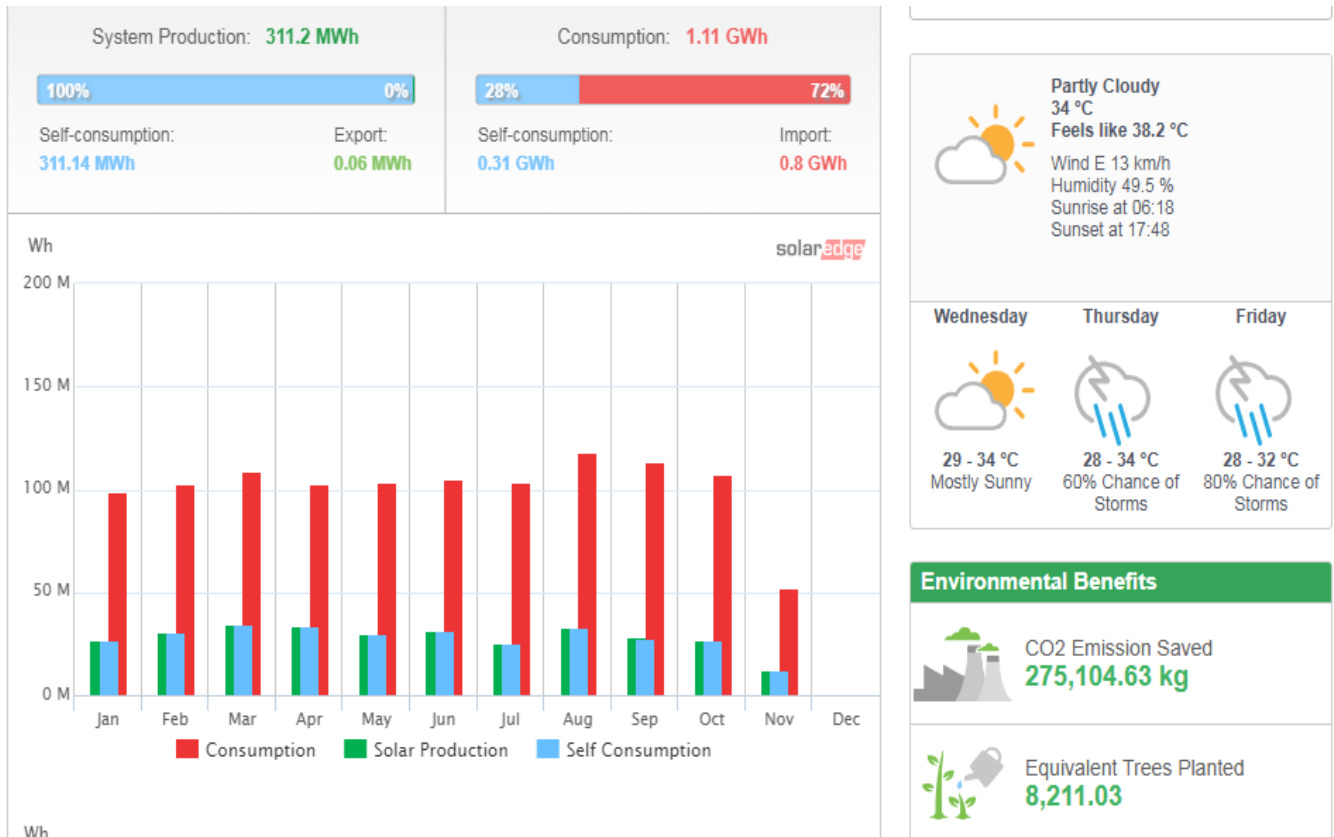 System Production: 311.2 MWh
100% 0%
Self-consumption: Export:
311.14 MWh 0.06 MWh
Consumption: 1.11 GWh
28% 72%
Self-consumption: Import:
0.31 GWh 0.8 GWh
Wh
solaredge
200 M
150 M
100 M
50 M
0 M
Jan Feb Mar Apr May Jun Jul Aug Sep Oct Nov Dec
Consumption Solar Production Self Consumption
Wh
Partly Cloudy
34 °C
Feels like 38.2 °C
Wind E 13 km/h
Humidity 49.5 %
Sunrise at 06:18
Sunset at 17:48
Wednesday Thursday Friday
29 - 34 °C 28 - 34 °C 28 - 32 °C
Mostly Sunny 60% Chance of 80% Chance of
Storms Storms
Environmental Benefits
CO2 Emission Saved
275,104.63 kg
Equivalent Trees Planted
8,211.03